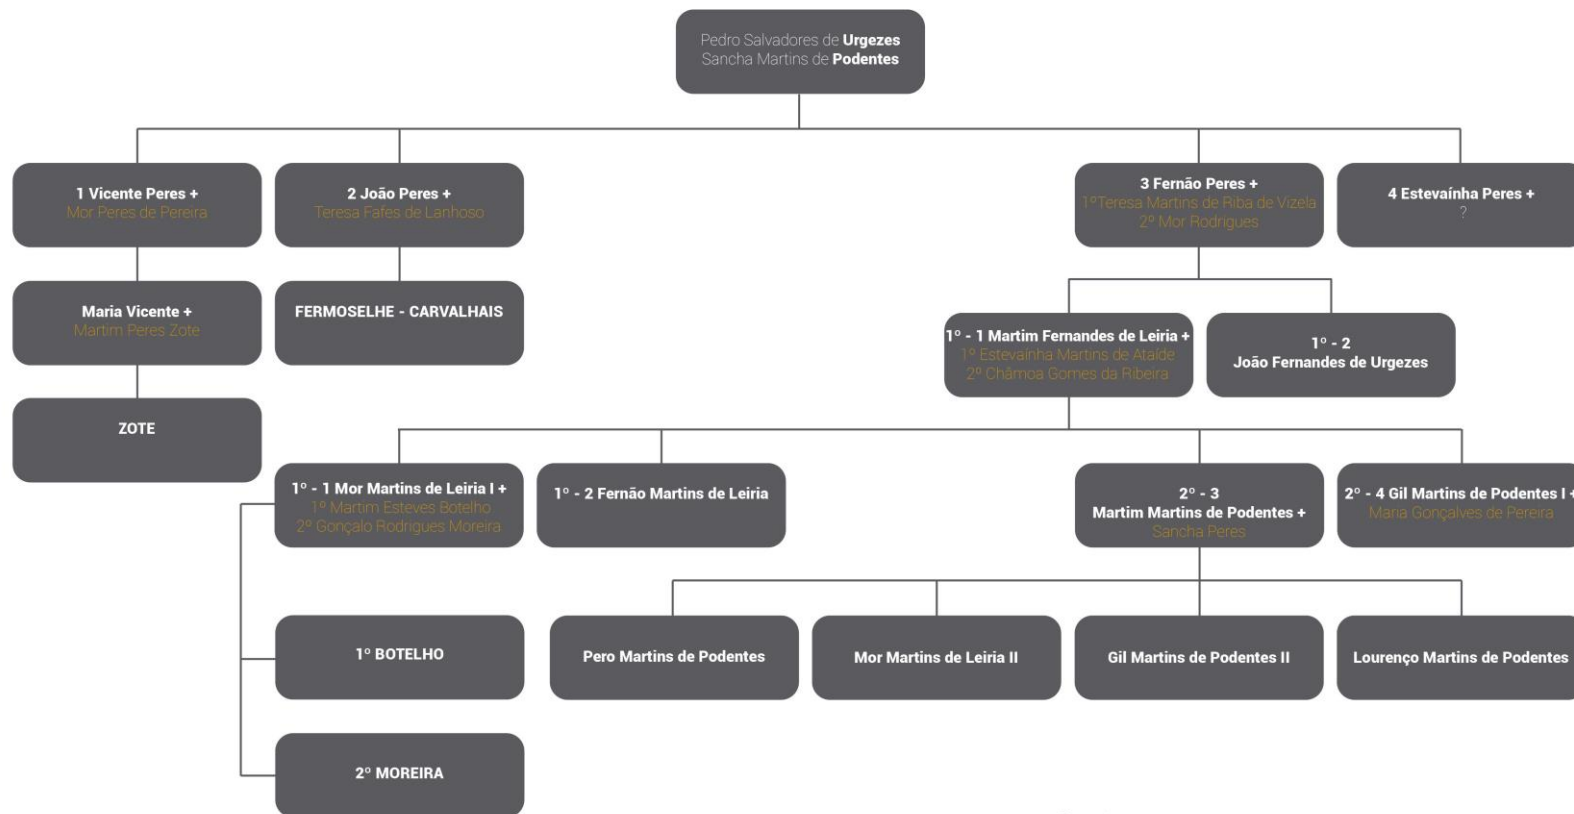 Pedro Salvadores de Urgezes
Sancha Martins de Podentes
1 Vicente Peres +
Mor Peres de Pereira
2 João Peres +
Teresa Fafes de Lanhoso
3 Fernão Peres +
1ºTeresa Martins de Riba de Vizela
2º Mor Rodrigues
4 Estevaínha Peres +
?
Maria Vicente +
Martim Peres Zote
FERMOSELHE - CARVALHAIS
1º - 1 Martim Fernandes de Leiria +
1º Estevaínha Martins de Ataíde
2º Châmoa Gomes da Ribeira
1º - 2
João Fernandes de Urgezes
ZOTE
1º - 1 Mor Martins de Leiria I +
1º Martim Esteves Botelho
2º Gonçalo Rodrigues Moreira
1º - 2 Fernão Martins de Leiria
2º - 3
Martim Martins de Podentes +
Sancha Peres
2º - 4 Gil Martins de Podentes I +
Maria Gonçalves de Pereira
1º BOTELHO
Pero Martins de Podentes
Mor Martins de Leiria II
Gil Martins de Podentes II
Lourenço Martins de Podentes
2º MOREIRA